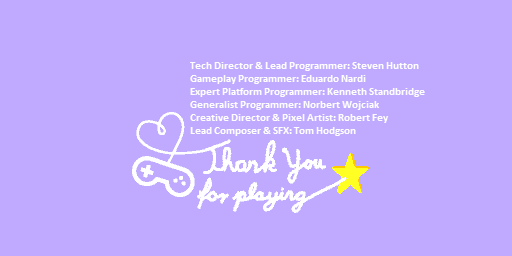 Tech Director & Lead Programmer: Steven Hutton
Gameplay Programmer: Eduardo Nardi
Expert Platform Programmer: Kenneth Standbridge
Generalist Programmer: Norbert Wojciak
Creative Director & Pixel Artist: Robert Fey
Lead Composer & SFX: Tom Hodgson
Thank You
for playing